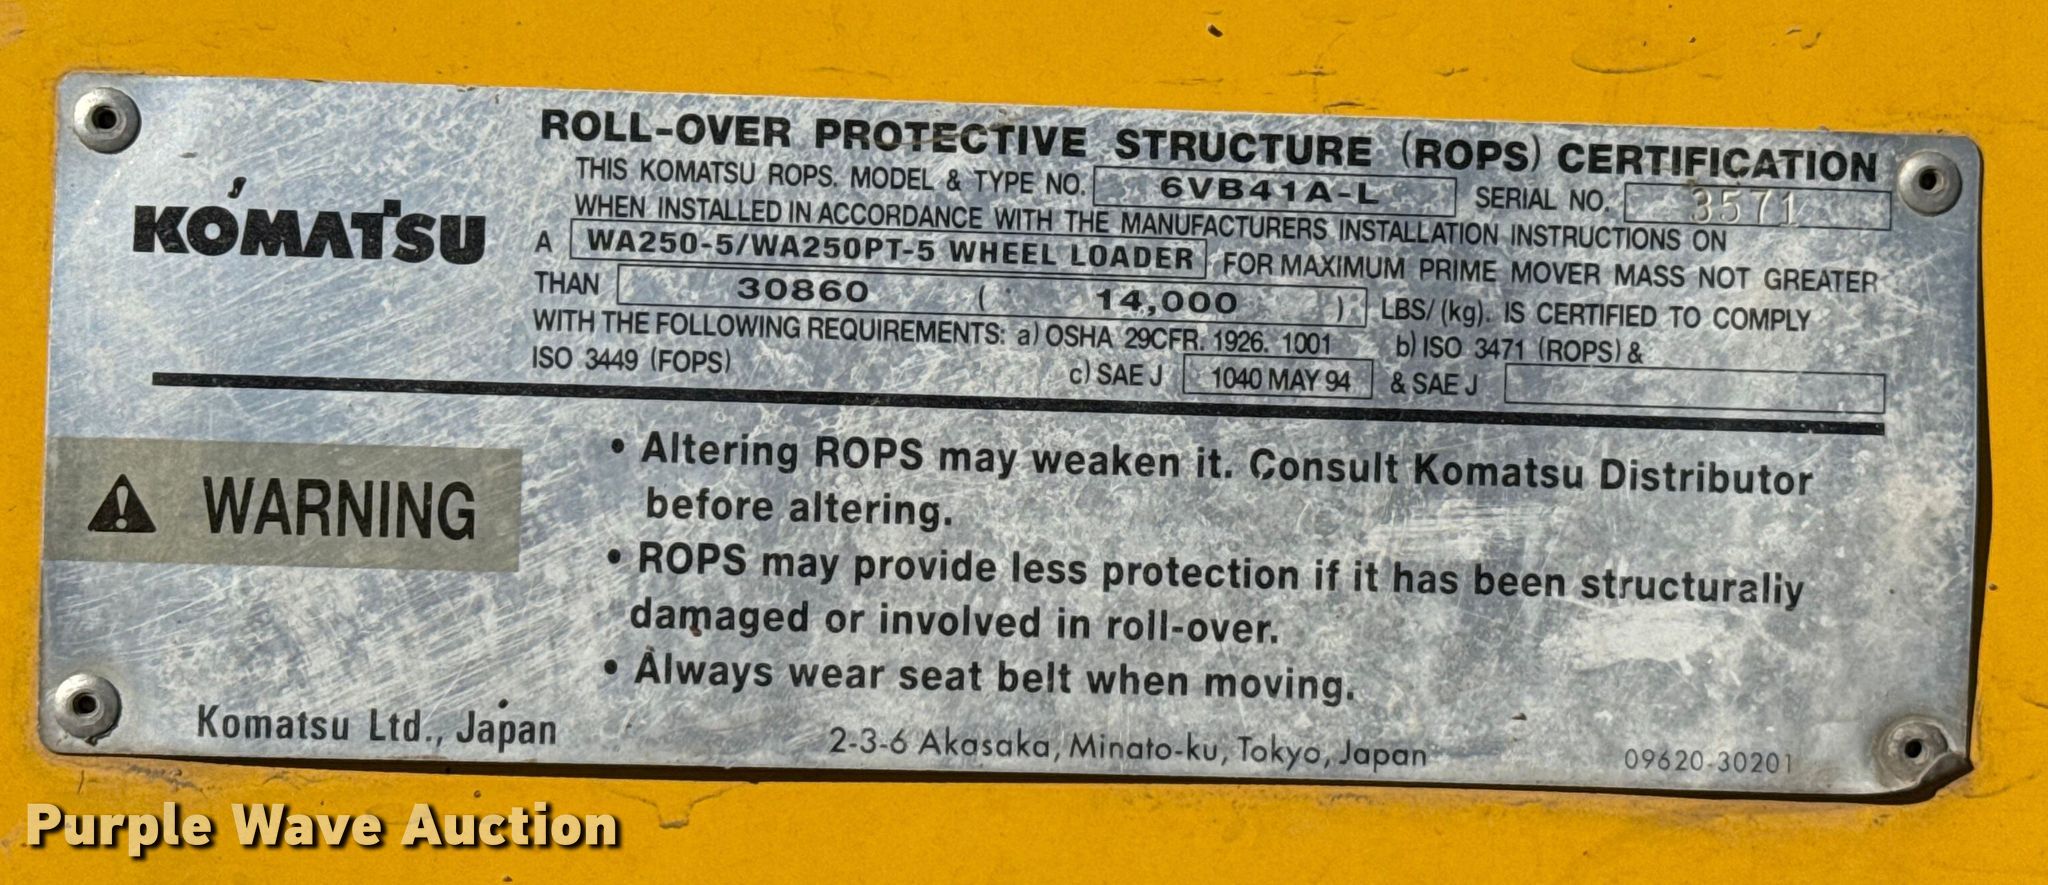 KOMATSU
ROLL-OVER PROTECTIVE STRUCTURE (ROPS) CERTIFICATION
THIS KOMATSU ROPS. MODEL & TYPE NO. 6VB41A-L SERIAL NO. 3571
WHEN INSTALLED IN ACCORDANCE WITH THE MANUFACTURERS INSTALLATION INSTRUCTIONS ON
A WA250-5/WA250PT-5 WHEEL LOADER FOR MAXIMUM PRIME MOVER MASS NOT GREATER
THAN 30860 ( 14,000 ) LBS/(kg). IS CERTIFIED TO COMPLY
WITH THE FOLLOWING REQUIREMENTS: a) OSHA 29CFR. 1926. 1001 b) ISO 3471 (ROPS) &
ISO 3449 (FOPS) c) SAE J 1040 MAY 94 & SAE J
WARNING
• Altering ROPS may weaken it. Consult Komatsu Distributor
before altering.
• ROPS may provide less protection if it has been structuraliy
damaged or involved in roll-over.
• Always wear seat belt when moving.
Komatsu Ltd., Japan
2-3-6 Akasaka, Minato-ku, Tokyo, Japan
09620-30201
Purple Wave Auction